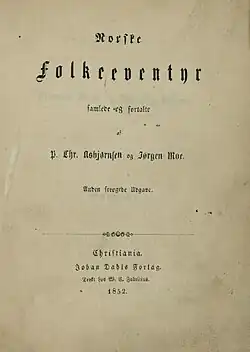 Norske
Folkeeventyr
samlede og fortalte
af
P. Chr. Asbjørnsen og Jørgen Moe.
Anden forøgede Udgave.
Christiania.
Johan Dahls Forlag.
Trykt hos W. C. Fabritius.
1852.